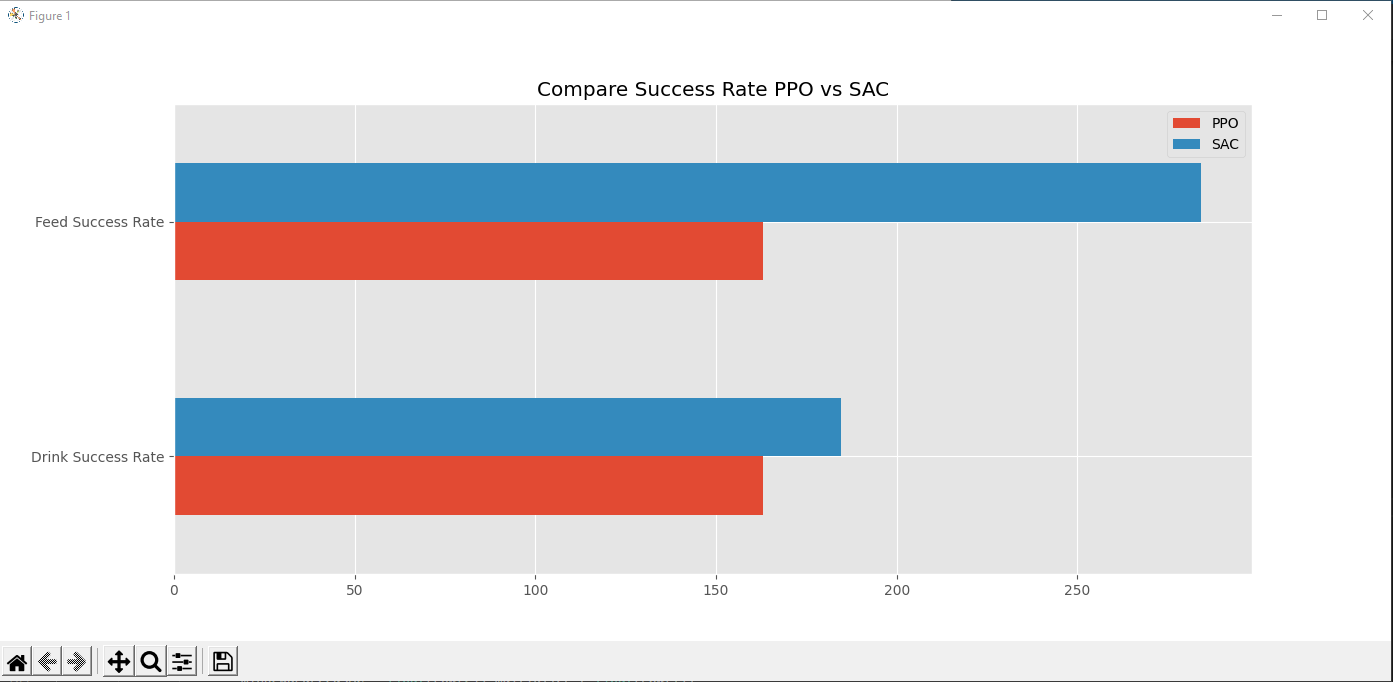 Figure 1
Compare Success Rate PPO vs SAC
PPO
SAC
Feed Success Rate
Drink Success Rate
0 50 100 150 200 250